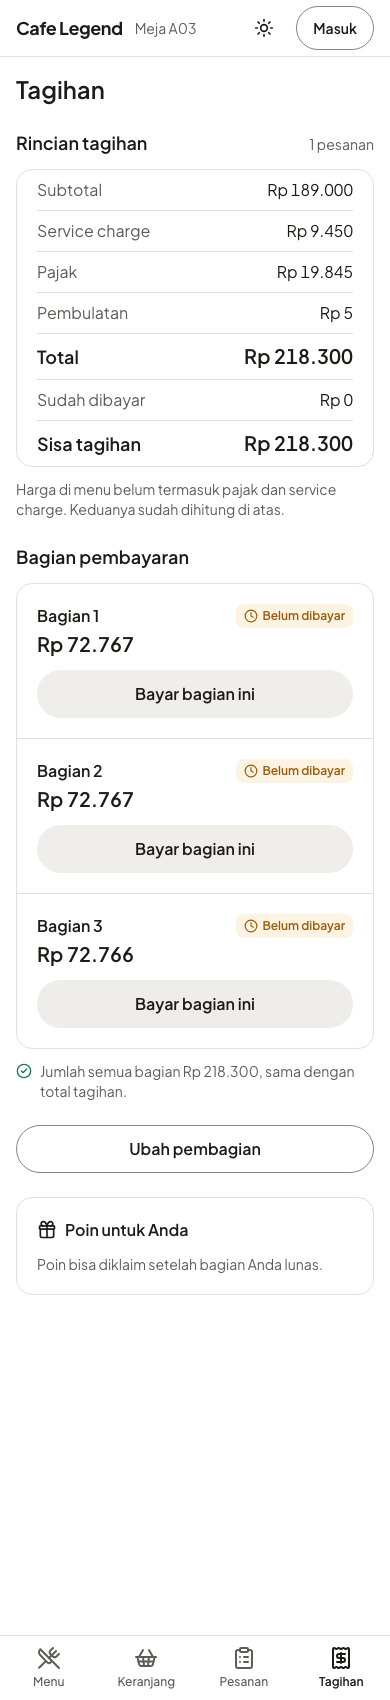 Cafe Legend Meja A03 Masuk
Tagihan
Rincian tagihan 1 pesanan
Subtotal Rp 189.000
Service charge Rp 9.450
Pajak Rp 19.845
Pembulatan Rp 5
Total Rp 218.300
Sudah dibayar Rp 0
Sisa tagihan Rp 218.300
Harga di menu belum termasuk pajak dan service
charge. Keduanya sudah dihitung di atas.
Bagian pembayaran
Bagian 1 Belum dibayar
Rp 72.767
Bayar bagian ini
Bagian 2 Belum dibayar
Rp 72.767
Bayar bagian ini
Bagian 3 Belum dibayar
Rp 72.766
Bayar bagian ini
Jumlah semua bagian Rp 218.300, sama dengan
total tagihan.
Ubah pembagian
Poin untuk Anda
Poin bisa diklaim setelah bagian Anda lunas.
Menu Keranjang Pesanan Tagihan